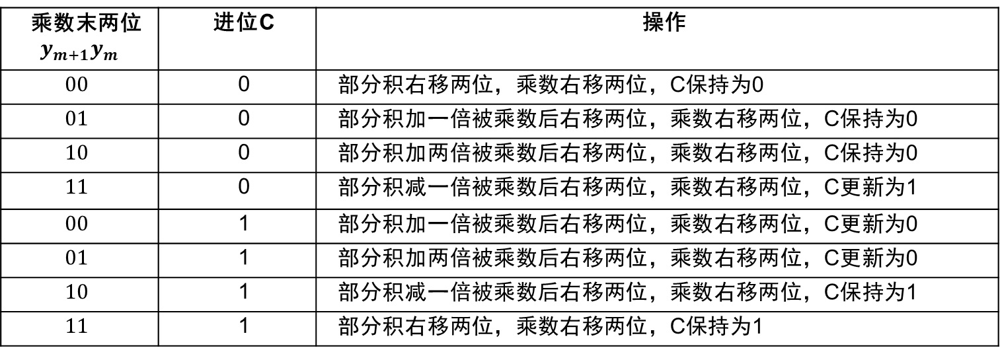 乘数末两位 进位C 操作
yₘ₊₁yₘ
00 0 部分积右移两位，乘数右移两位，C保持为0
01 0 部分积加一倍被乘数后右移两位，乘数右移两位，C保持为0
10 0 部分积加两倍被乘数后右移两位，乘数右移两位，C保持为0
11 0 部分积减一倍被乘数后右移两位，乘数右移两位，C更新为1
00 1 部分积加一倍被乘数后右移两位，乘数右移两位，C更新为0
01 1 部分积加两倍被乘数后右移两位，乘数右移两位，C更新为0
10 1 部分积减一倍被乘数后右移两位，乘数右移两位，C保持为1
11 1 部分积右移两位，乘数右移两位，C保持为1